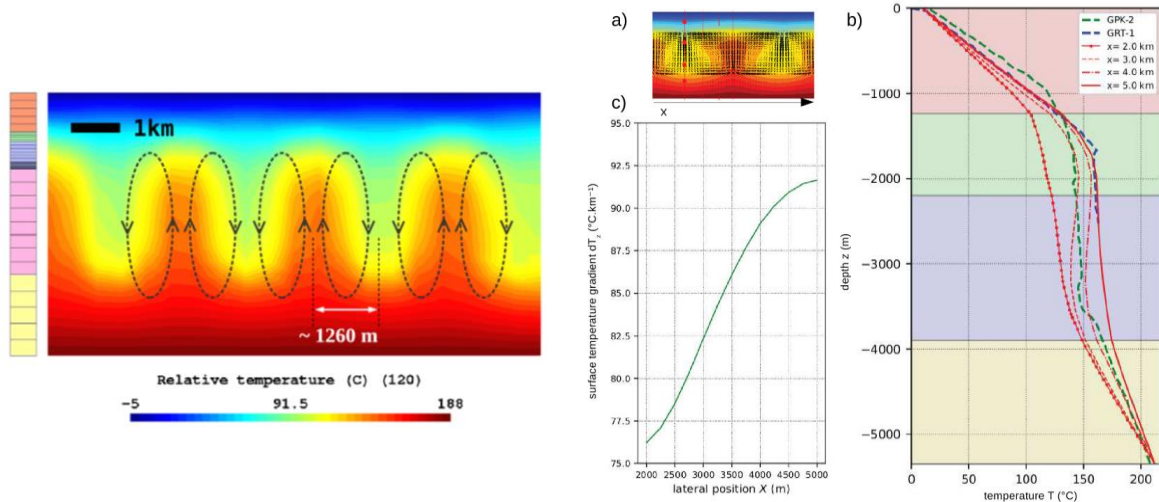 1km
~ 1260 m
Relative temperature (C) (120)
-5 91.5 188
a)
x
c)
95.0
92.5
90.0
87.5
85.0
82.5
80.0
77.5
75.0
surface temperature gradient dTz (°C.km⁻¹)
2000 2500 3000 3500 4000 4500 5000
lateral position X (m)
b)
GPK-2
GRT-1
x= 2.0 km
x= 3.0 km
x= 4.0 km
x= 5.0 km
0
−1000
−2000
−3000
−4000
−5000
depth z (m)
0 50 100 150 200
temperature T (°C)